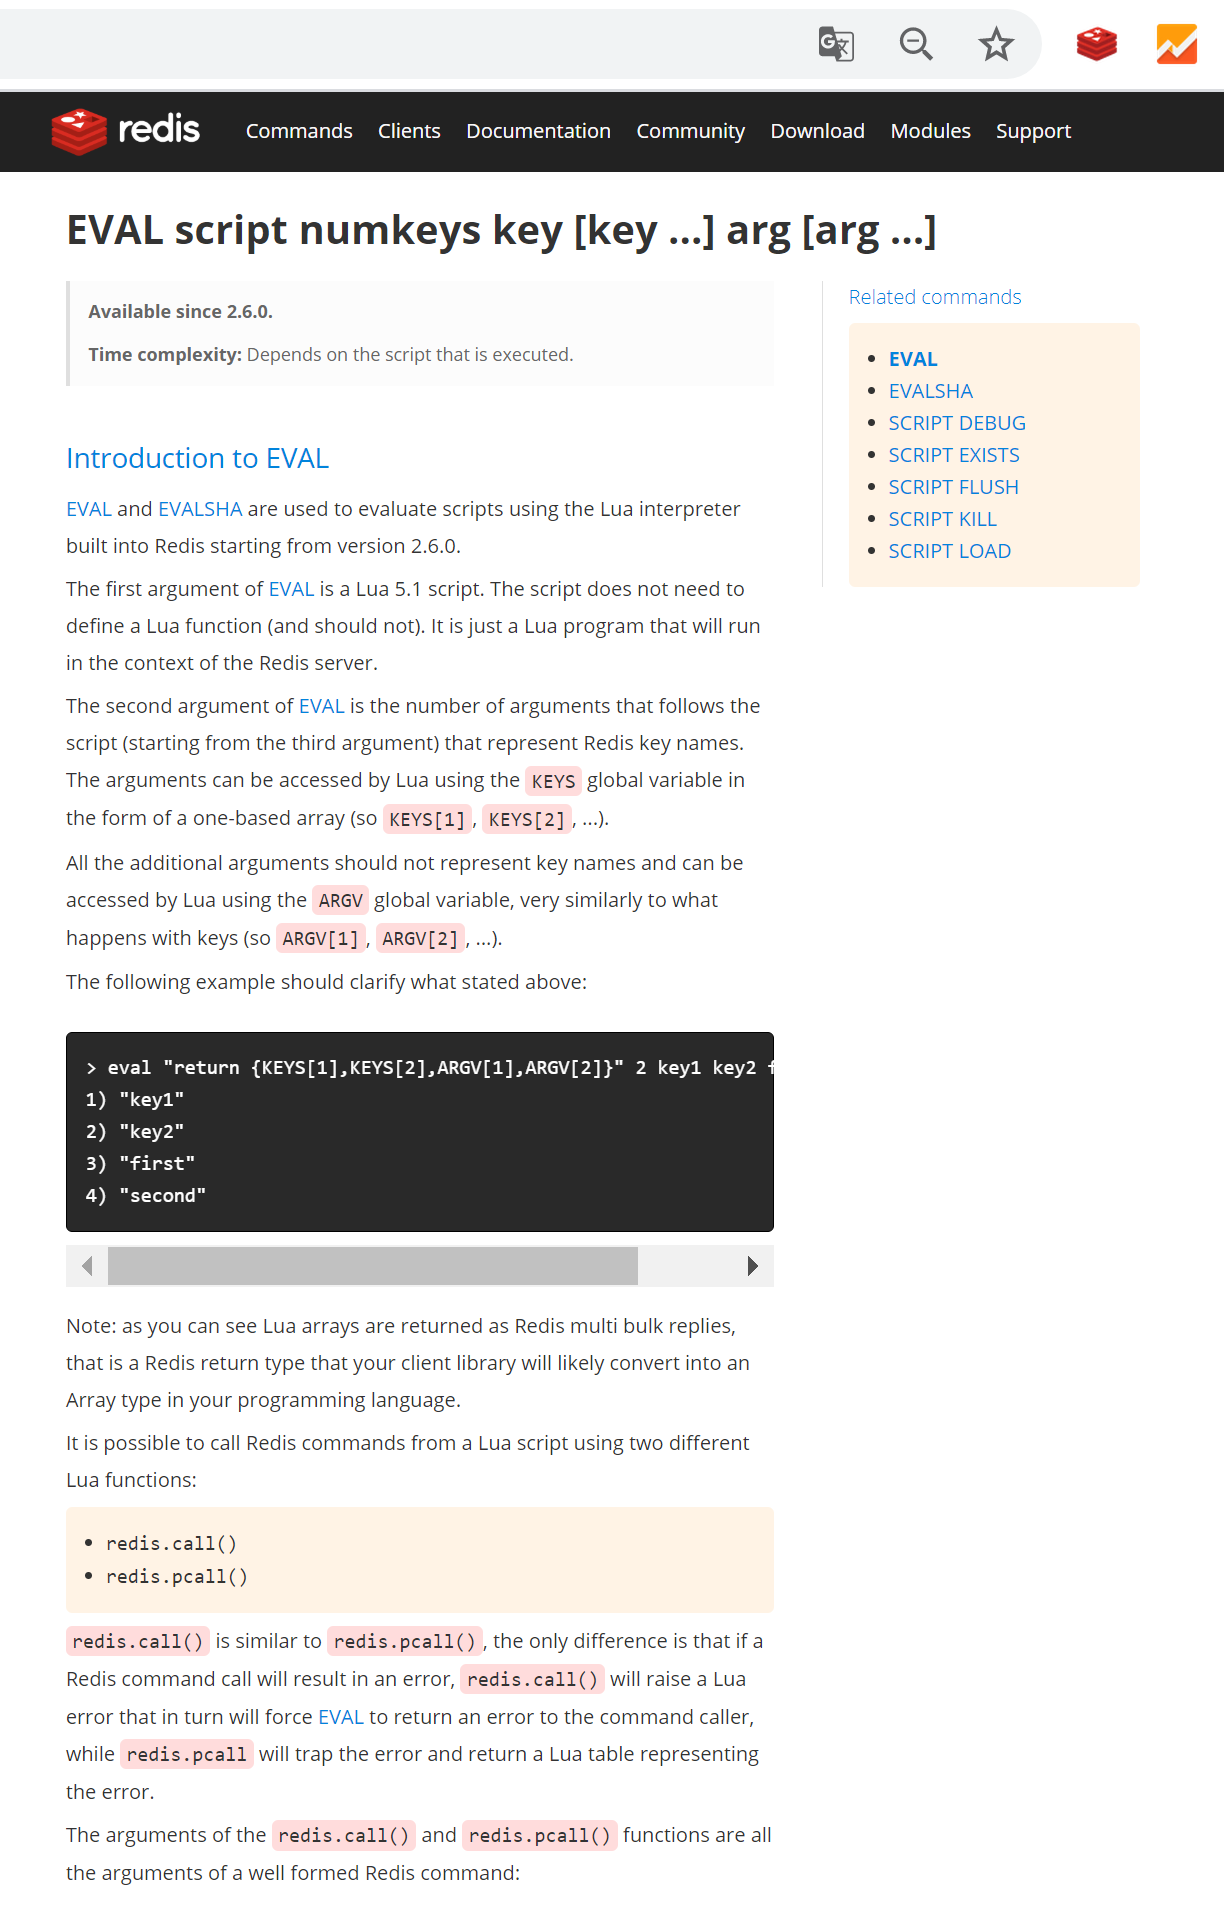 redis Commands Clients Documentation Community Download Modules Support
EVAL script numkeys key [key ...] arg [arg ...]
Available since 2.6.0.
Time complexity: Depends on the script that is executed.
Related commands
EVAL
EVALSHA
SCRIPT DEBUG
SCRIPT EXISTS
SCRIPT FLUSH
SCRIPT KILL
SCRIPT LOAD
Introduction to EVAL
EVAL and EVALSHA are used to evaluate scripts using the Lua interpreter
built into Redis starting from version 2.6.0.
The first argument of EVAL is a Lua 5.1 script. The script does not need to
define a Lua function (and should not). It is just a Lua program that will run
in the context of the Redis server.
The second argument of EVAL is the number of arguments that follows the
script (starting from the third argument) that represent Redis key names.
The arguments can be accessed by Lua using the KEYS global variable in
the form of a one-based array (so KEYS[1], KEYS[2], ...).
All the additional arguments should not represent key names and can be
accessed by Lua using the ARGV global variable, very similarly to what
happens with keys (so ARGV[1], ARGV[2], ...).
The following example should clarify what stated above:
> eval "return {KEYS[1],KEYS[2],ARGV[1],ARGV[2]}" 2 key1 key2 f
1) "key1"
2) "key2"
3) "first"
4) "second"
Note: as you can see Lua arrays are returned as Redis multi bulk replies,
that is a Redis return type that your client library will likely convert into an
Array type in your programming language.
It is possible to call Redis commands from a Lua script using two different
Lua functions:
redis.call()
redis.pcall()
redis.call() is similar to redis.pcall(), the only difference is that if a
Redis command call will result in an error, redis.call() will raise a Lua
error that in turn will force EVAL to return an error to the command caller,
while redis.pcall will trap the error and return a Lua table representing
the error.
The arguments of the redis.call() and redis.pcall() functions are all
the arguments of a well formed Redis command: